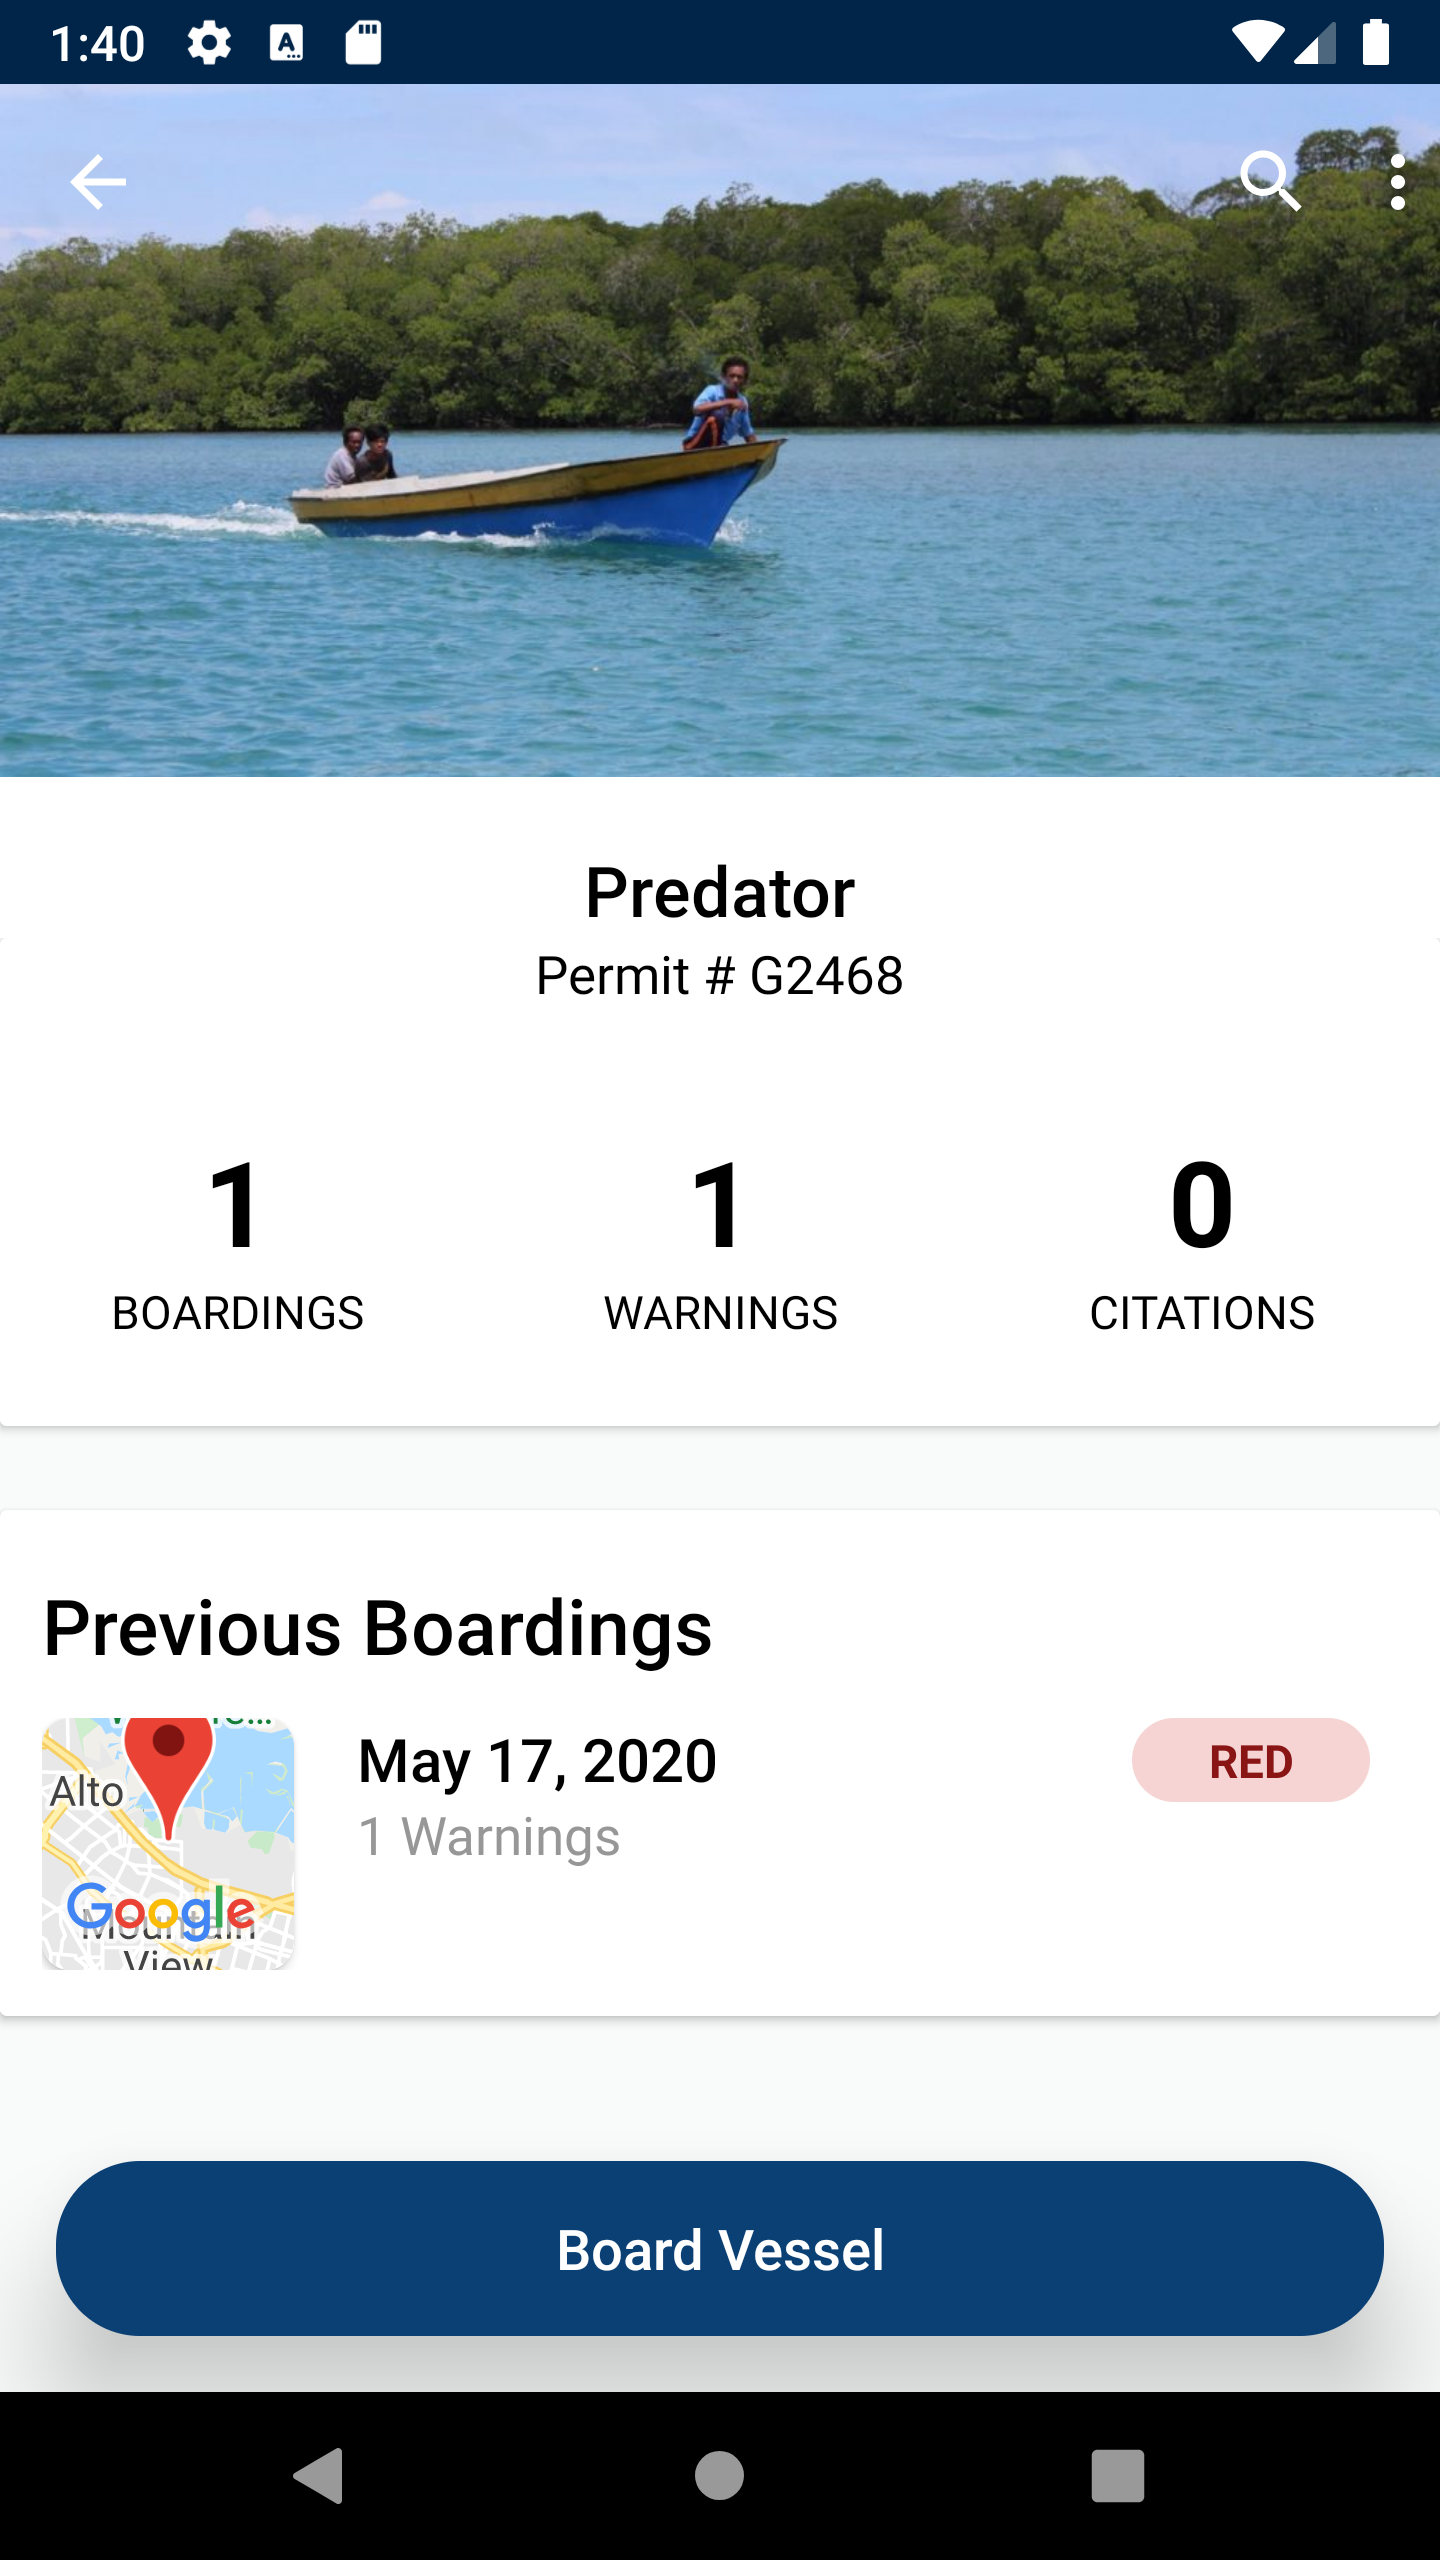 1:40
Predator
Permit # G2468
1
1
0
BOARDINGS
WARNINGS
CITATIONS
Previous Boardings
May 17, 2020
RED
1 Warnings
Alto
Google
Mountain
View
Board Vessel